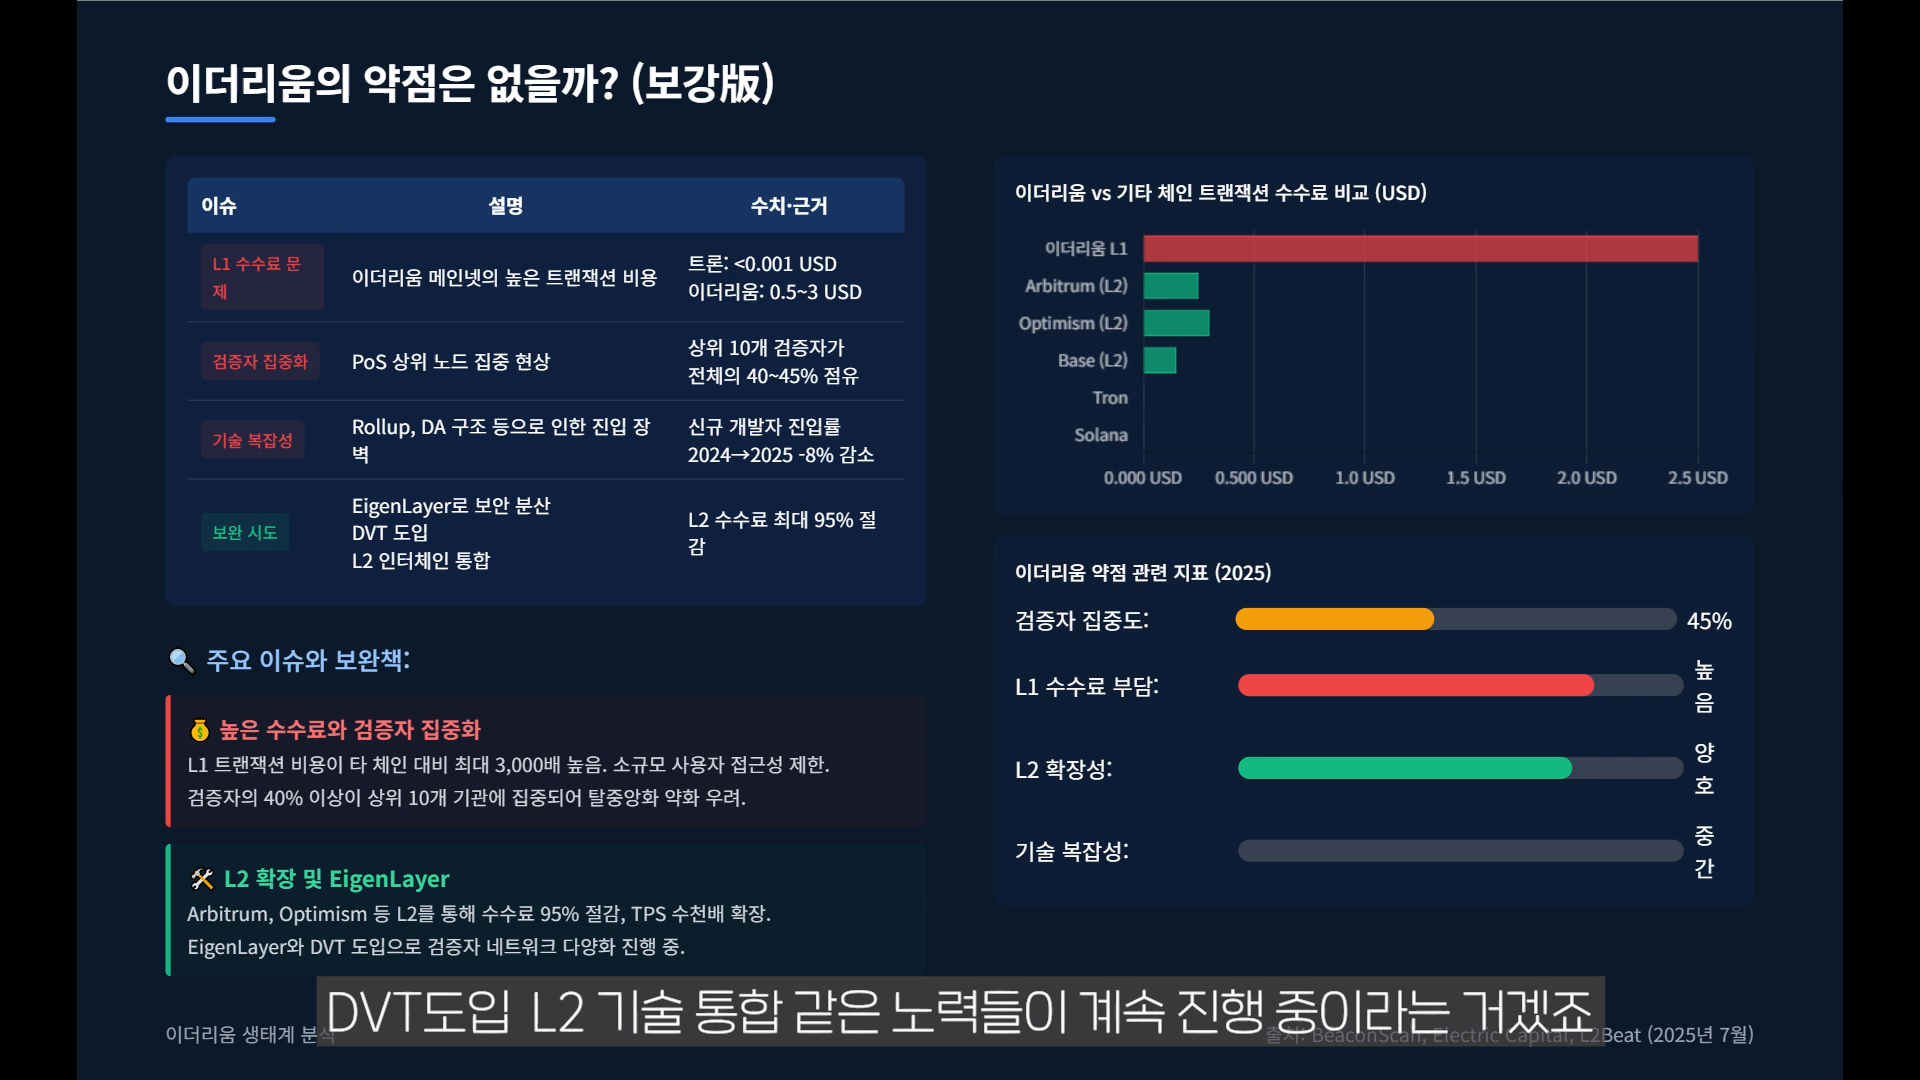 이더리움의 약점은 없을까? (보강版)
이슈 설명 수치·근거
L1 수수료 문
제
이더리움 메인넷의 높은 트랜잭션 비용
트론: <0.001 USD
이더리움: 0.5~3 USD
검증자 집중화
PoS 상위 노드 집중 현상
상위 10개 검증자가
전체의 40~45% 점유
기술 복잡성
Rollup, DA 구조 등으로 인한 진입 장
벽
신규 개발자 진입률
2024→2025 -8% 감소
보완 시도
EigenLayer로 보안 분산
DVT 도입
L2 인터체인 통합
L2 수수료 최대 95% 절
감
🔍 주요 이슈와 보완책:
💰 높은 수수료와 검증자 집중화
L1 트랜잭션 비용이 타 체인 대비 최대 3,000배 높음. 소규모 사용자 접근성 제한.
검증자의 40% 이상이 상위 10개 기관에 집중되어 탈중앙화 약화 우려.
🛠 L2 확장 및 EigenLayer
Arbitrum, Optimism 등 L2를 통해 수수료 95% 절감, TPS 수천배 확장.
EigenLayer와 DVT 도입으로 검증자 네트워크 다양화 진행 중.
이더리움 vs 기타 체인 트랜잭션 수수료 비교 (USD)
이더리움 L1
Arbitrum (L2)
Optimism (L2)
Base (L2)
Tron
Solana
0.000 USD 0.500 USD 1.0 USD 1.5 USD 2.0 USD 2.5 USD
이더리움 약점 관련 지표 (2025)
검증자 집중도: 45%
L1 수수료 부담:
높
음
L2 확장성:
양
호
기술 복잡성:
중
간
DVT도입 L2 기술 통합 같은 노력들이 계속 진행 중이라는 거겠죠
이더리움 생태계 분석
출처: BeaconScan, Electric Capital, L2Beat (2025년 7월)